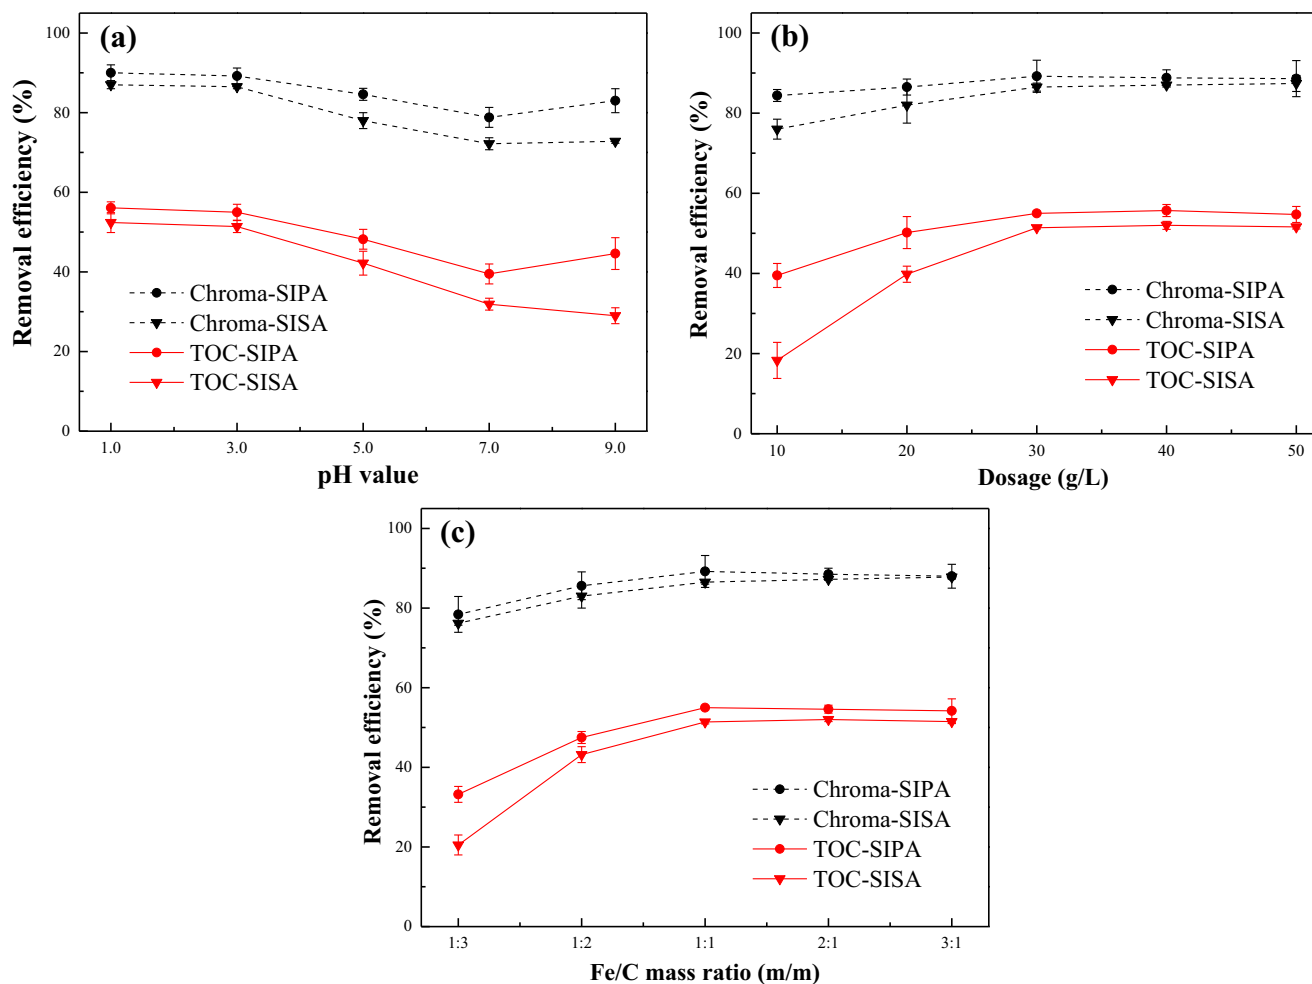 (a)
Removal efficiency (%)
100
80
60
40
20
0
Chroma-SIPA
Chroma-SISA
TOC-SIPA
TOC-SISA
1.0 3.0 5.0 7.0 9.0
pH value
(b)
Removal efficiency (%)
100
80
60
40
20
0
Chroma-SIPA
Chroma-SISA
TOC-SIPA
TOC-SISA
10 20 30 40 50
Dosage (g/L)
(c)
Removal efficiency (%)
100
80
60
40
20
0
Chroma-SIPA
Chroma-SISA
TOC-SIPA
TOC-SISA
1:3 1:2 1:1 2:1 3:1
Fe/C mass ratio (m/m)